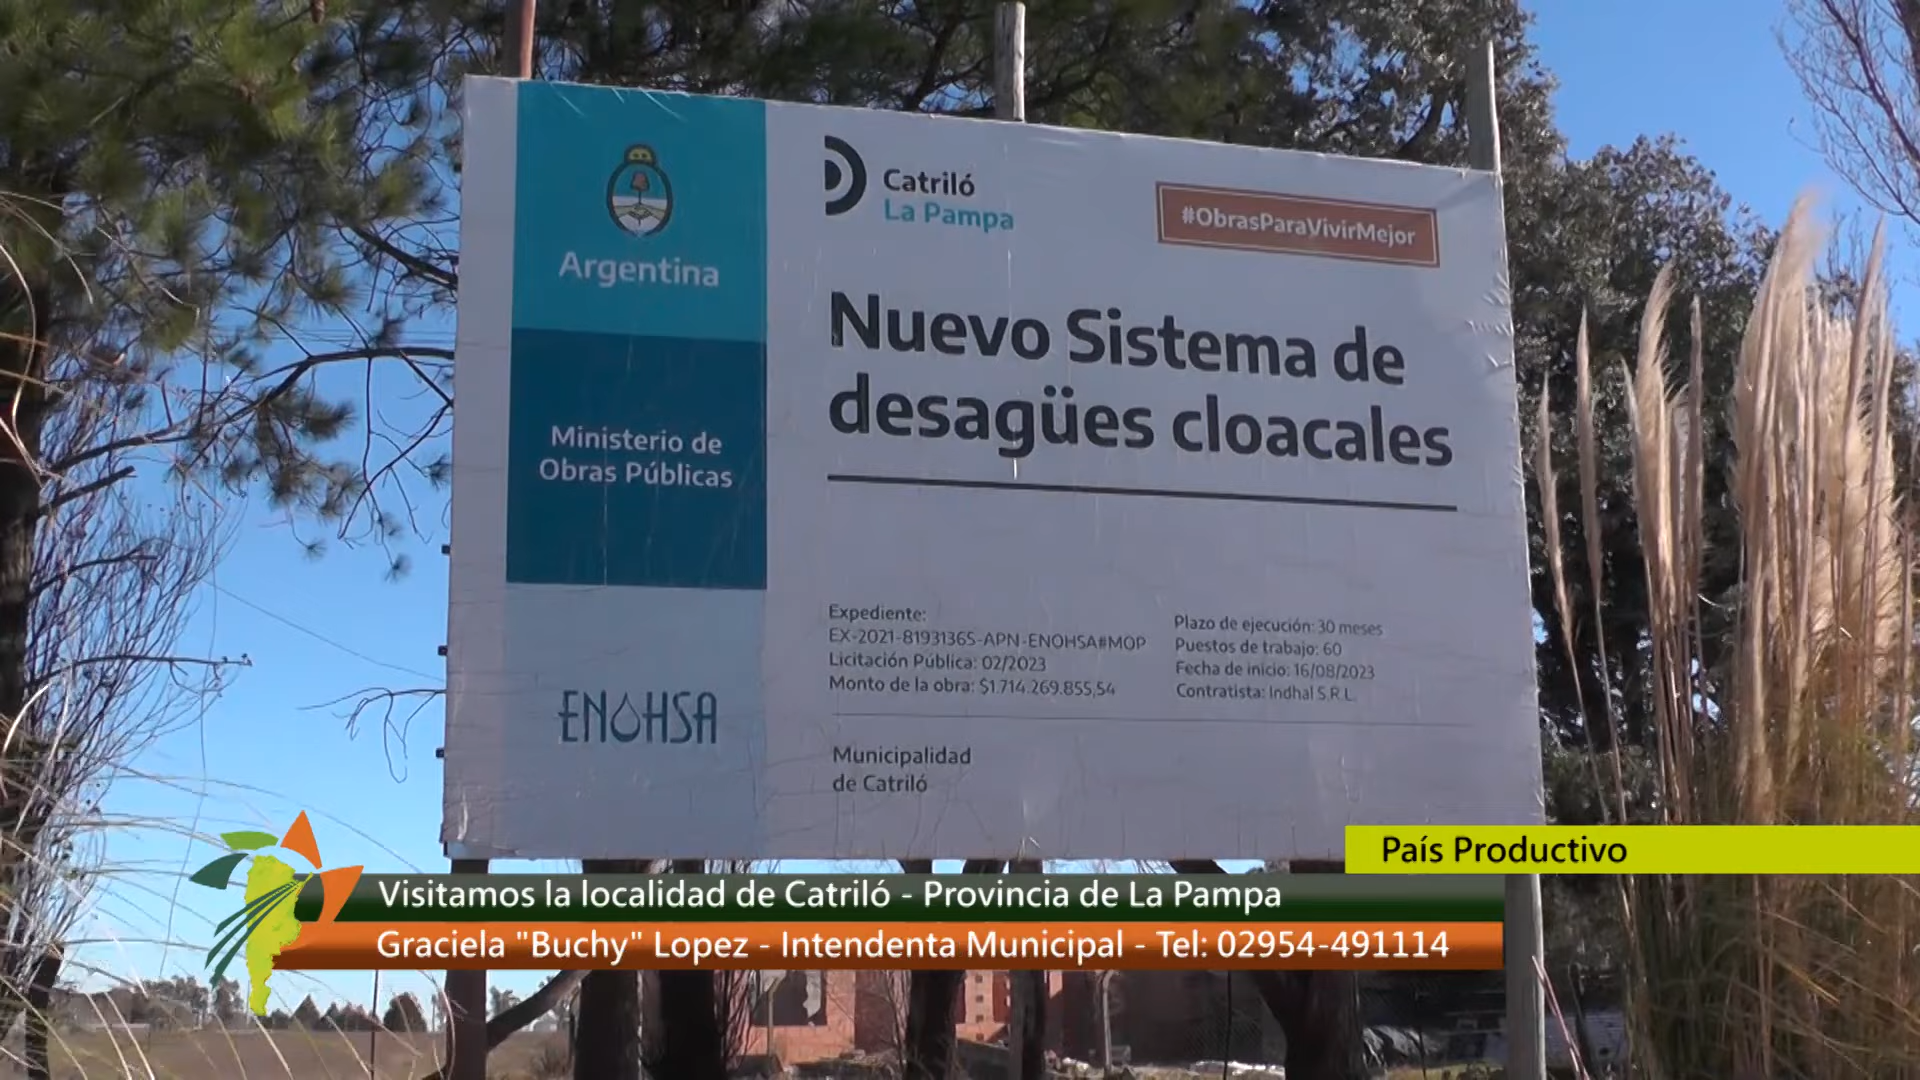 Argentina
Ministerio de
Obras Públicas
ENOHSA
Catriló
La Pampa
#ObrasParaVivirMejor
Nuevo Sistema de
desagües cloacales
Expediente:
EX-2021-81931365-APN-ENOHSA#MOP
Licitación Pública: 02/2023
Monto de la obra: $1.714.269.855,54
Plazo de ejecución: 30 meses
Puestos de trabajo: 60
Fecha de inicio: 16/08/2023
Contratista: Indhal S.R.L.
Municipalidad
de Catriló
País Productivo
Visitamos la localidad de Catriló - Provincia de La Pampa
Graciela "Buchy" Lopez - Intendenta Municipal - Tel: 02954-491114